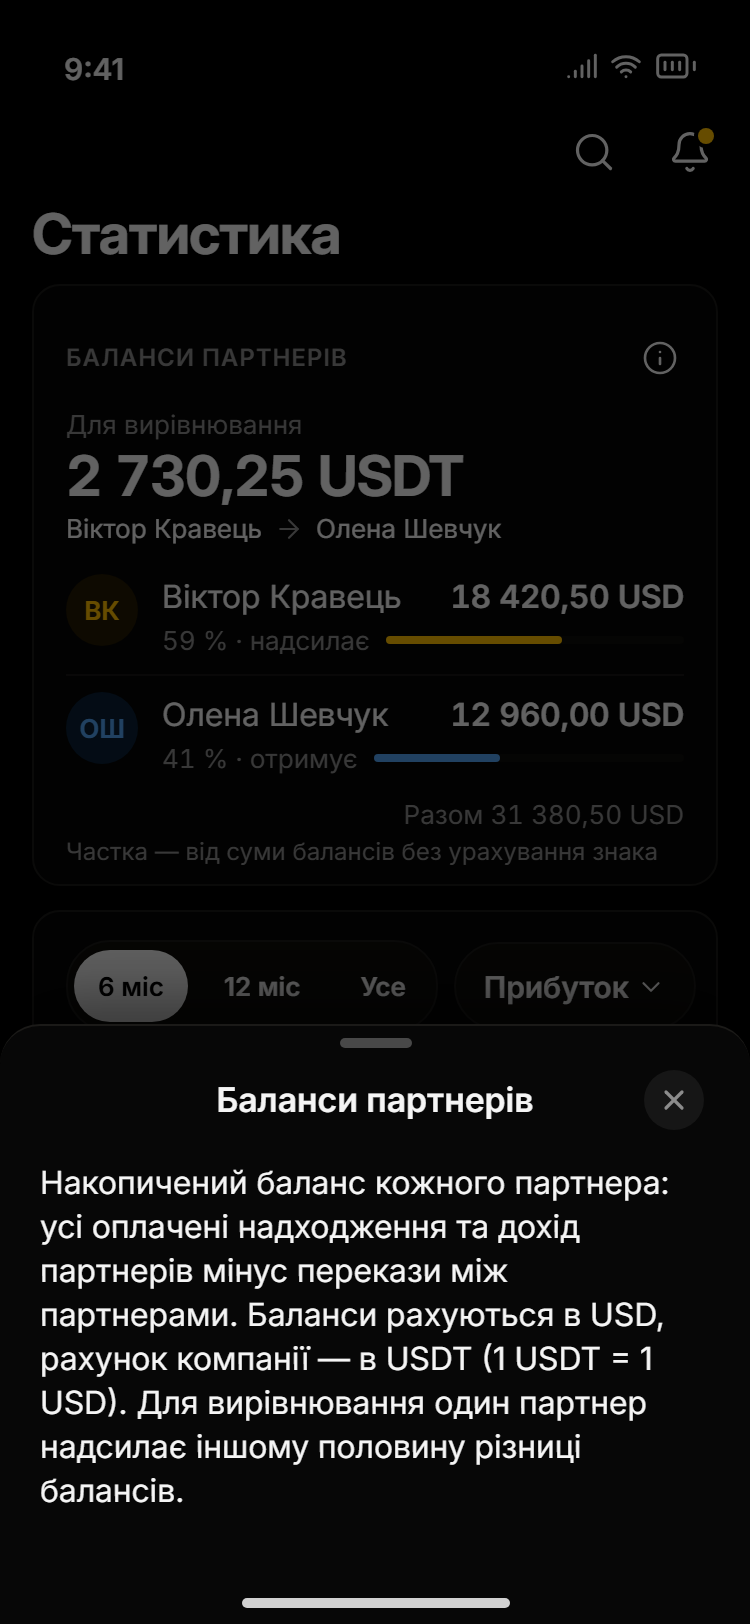 9:41
Статистика
БАЛАНСИ ПАРТНЕРІВ
Для вирівнювання
2 730,25 USDT
Віктор Кравець → Олена Шевчук
ВК
Віктор Кравець 18 420,50 USD
59 % · надсилає
ОШ
Олена Шевчук 12 960,00 USD
41 % · отримує
Разом 31 380,50 USD
Частка — від суми балансів без урахування знака
6 міс 12 міс Усе Прибуток
Баланси партнерів
Накопичений баланс кожного партнера:
усі оплачені надходження та дохід
партнерів мінус перекази між
партнерами. Баланси рахуються в USD,
рахунок компанії — в USDT (1 USDT = 1
USD). Для вирівнювання один партнер
надсилає іншому половину різниці
балансів.